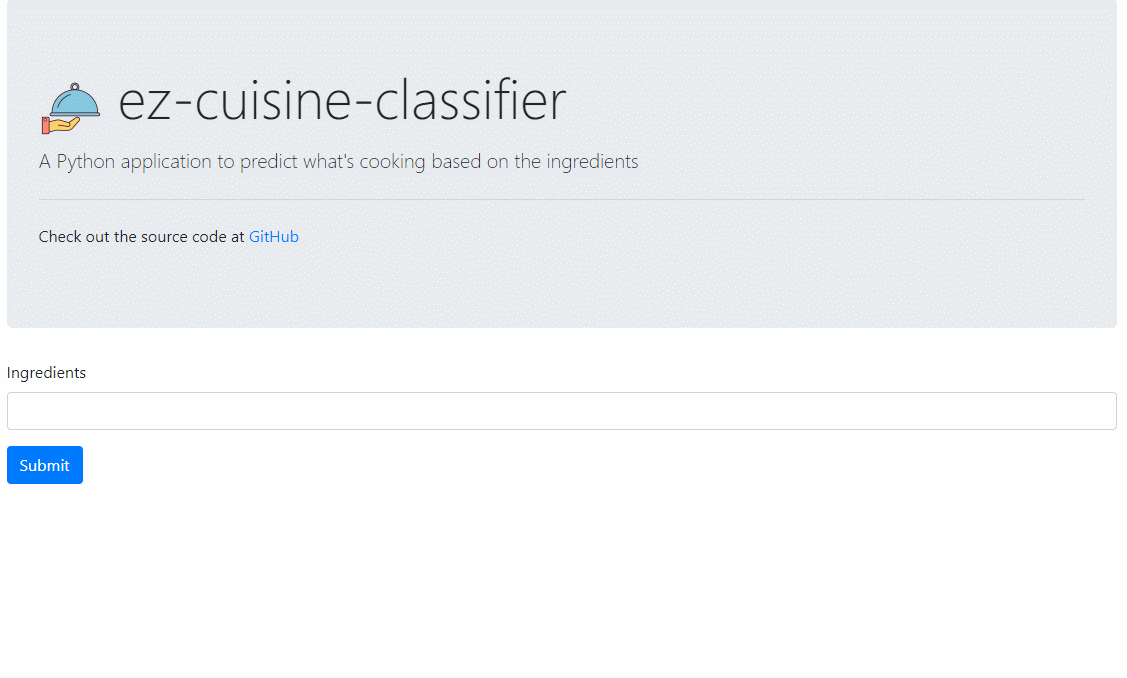 ez-cuisine-classifier
A Python application to predict what's cooking based on the ingredients
Check out the source code at GitHub
Ingredients
Submit